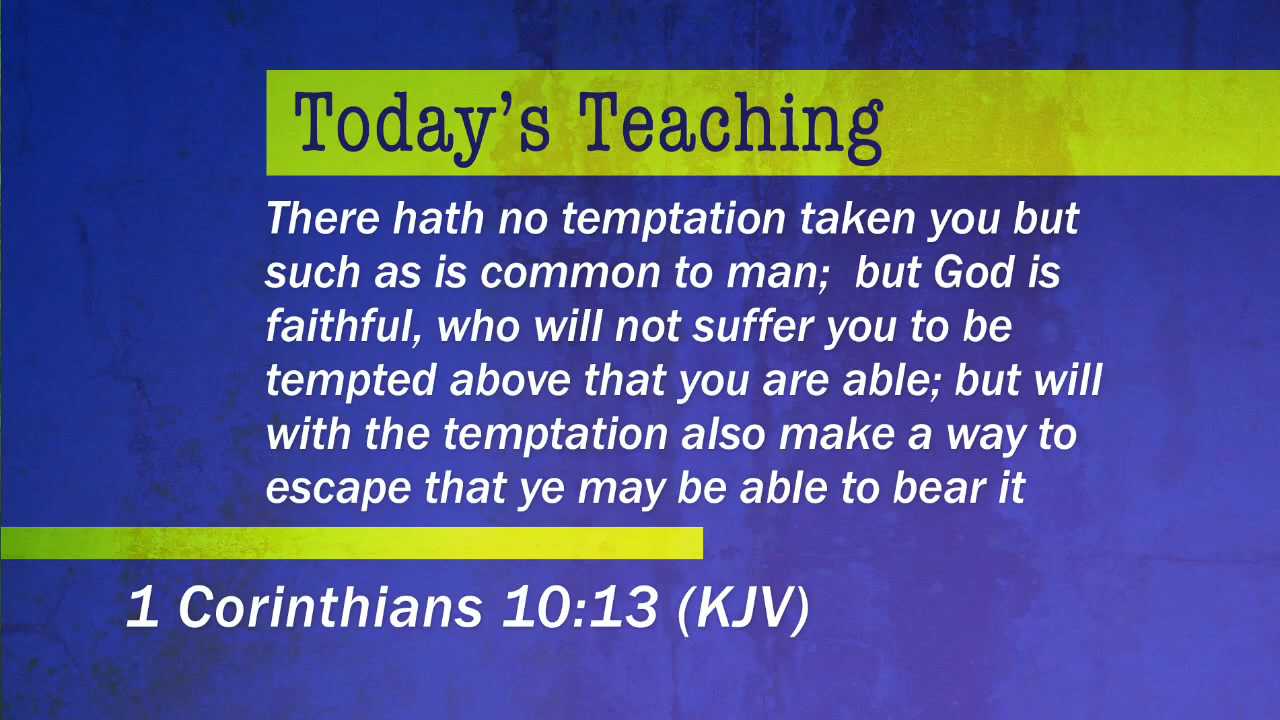 Today's Teaching
There hath no temptation taken you but
such as is common to man;  but God is
faithful, who will not suffer you to be
tempted above that you are able; but will
with the temptation also make a way to
escape that ye may be able to bear it
1 Corinthians 10:13 (KJV)